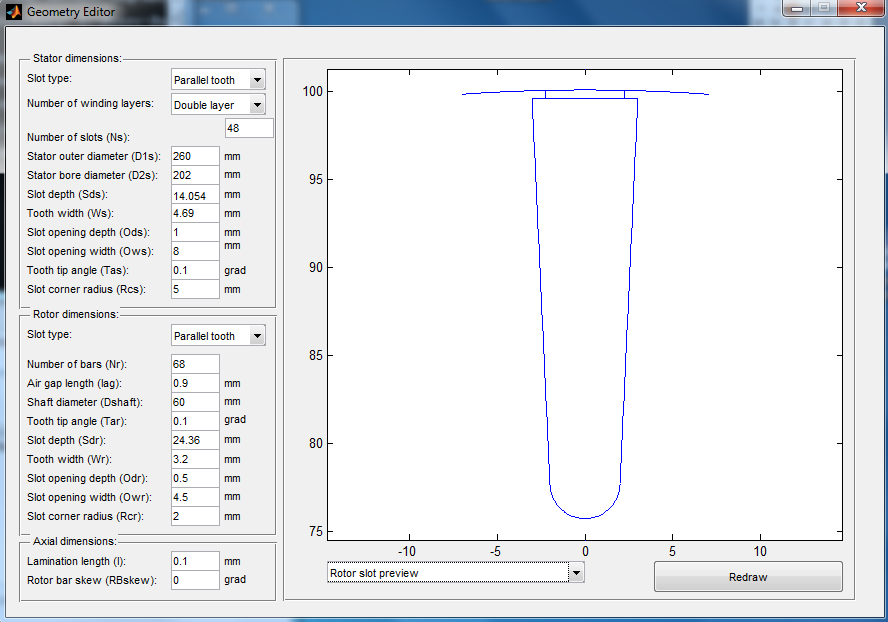 Geometry Editor
Stator dimensions:
Slot type: Parallel tooth
Number of winding layers: Double layer
Number of slots (Ns): 48
Stator outer diameter (D1s): 260 mm
Stator bore diameter (D2s): 202 mm
Slot depth (Sds): 14.054 mm
Tooth width (Ws): 4.69 mm
Slot opening depth (Ods): 1 mm
Slot opening width (Ows): 8 mm
Tooth tip angle (Tas): 0.1 grad
Slot corner radius (Rcs): 5 mm
Rotor dimensions:
Slot type: Parallel tooth
Number of bars (Nr): 68
Air gap length (lag): 0.9 mm
Shaft diameter (Dshaft): 60 mm
Tooth tip angle (Tar): 0.1 grad
Slot depth (Sdr): 24.36 mm
Tooth width (Wr): 3.2 mm
Slot opening depth (Odr): 0.5 mm
Slot opening width (Owr): 4.5 mm
Slot corner radius (Rcr): 2 mm
Axial dimensions:
Lamination length (l): 0.1 mm
Rotor bar skew (RBskew): 0 grad
100
95
90
85
80
75
-10 -5 0 5 10
Rotor slot preview
Redraw